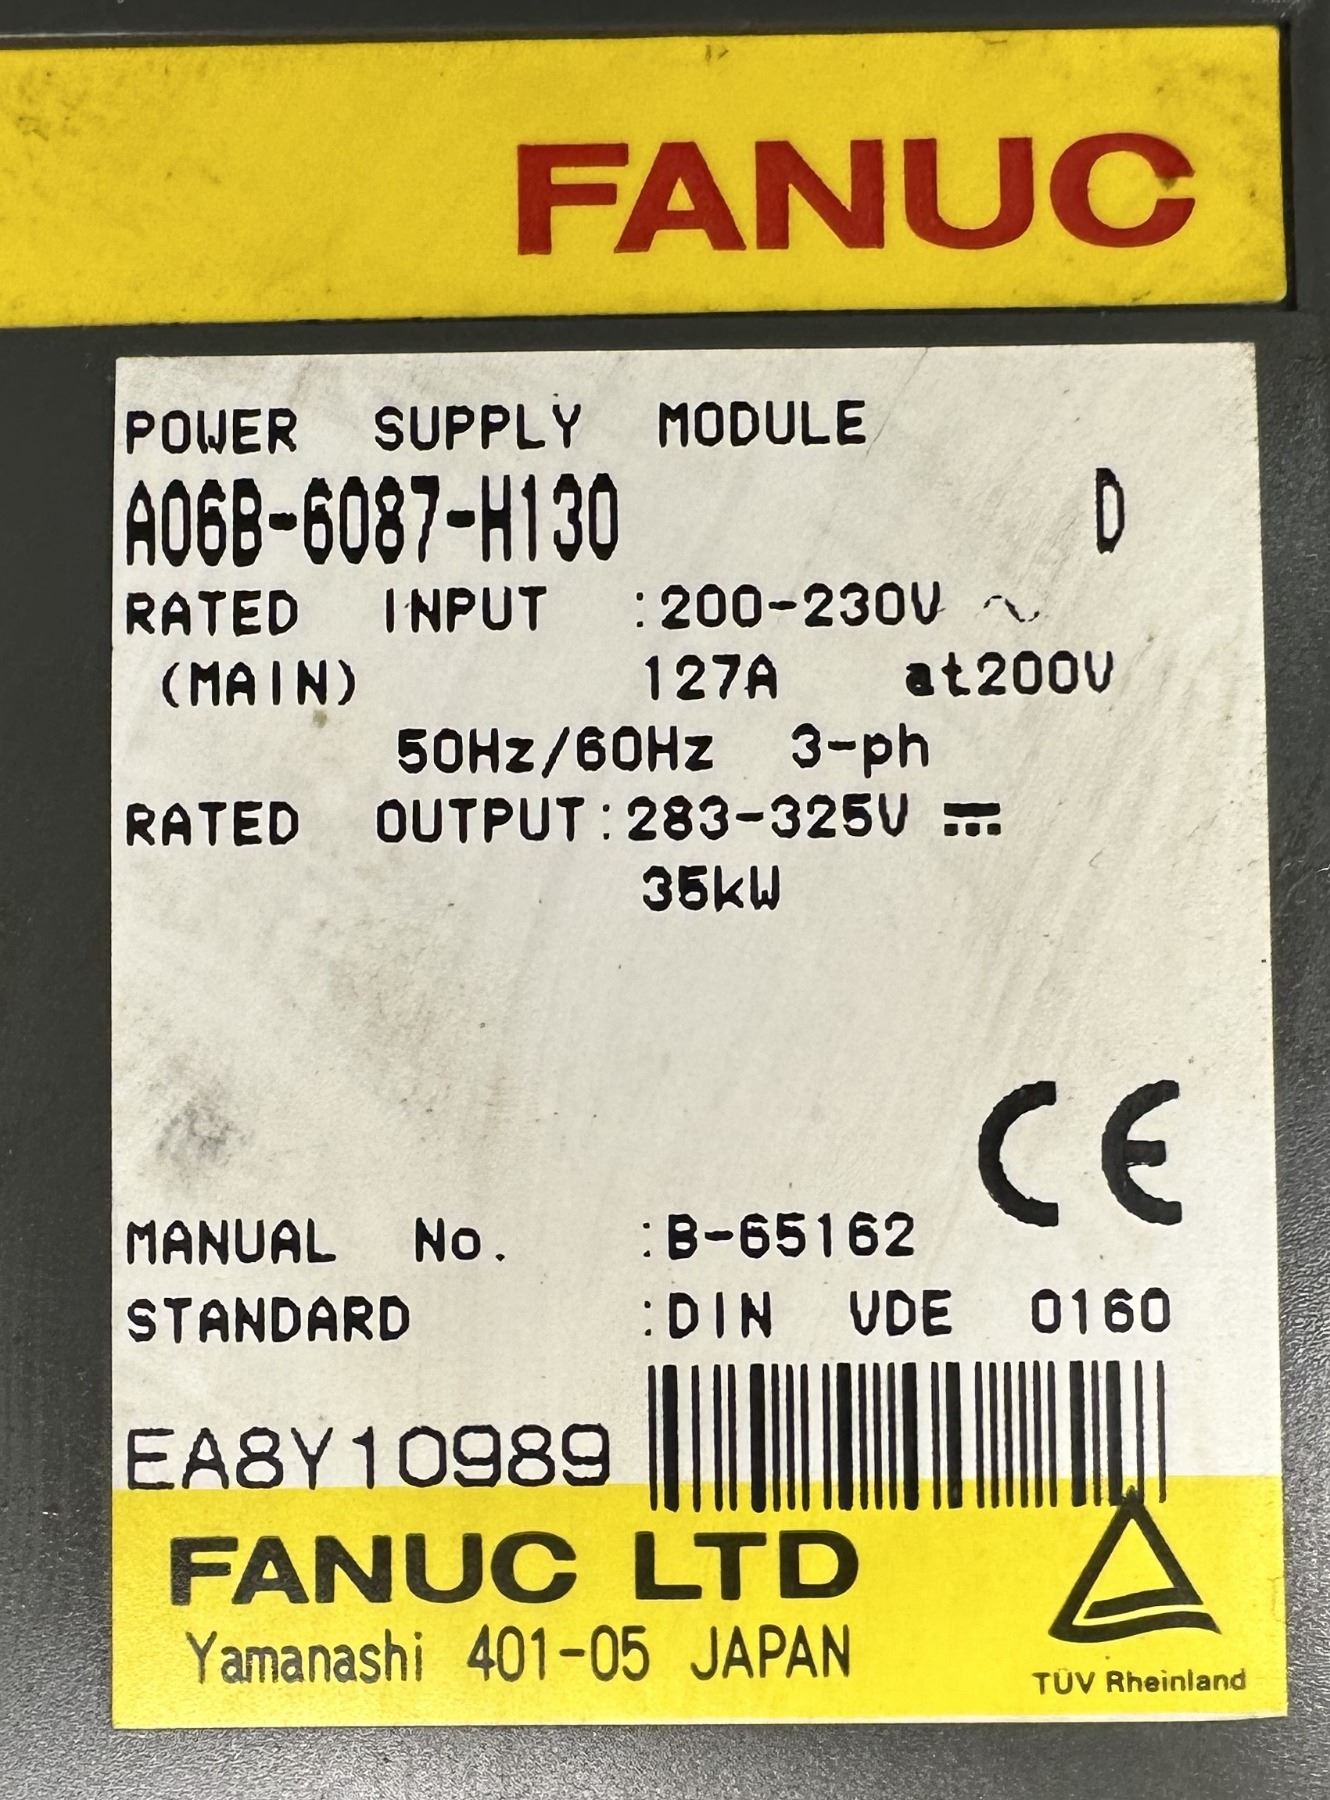 FANUC
POWER SUPPLY MODULE
A06B-6087-H130 D
RATED INPUT :200-230V ~
(MAIN) 127A at200V
50Hz/60Hz 3-ph
RATED OUTPUT:283-325V ⎓
35kW
CE
MANUAL No. :B-65162
STANDARD :DIN VDE 0160
EA8Y10989
FANUC LTD
Yamanashi 401-05 JAPAN
TÜV Rheinland